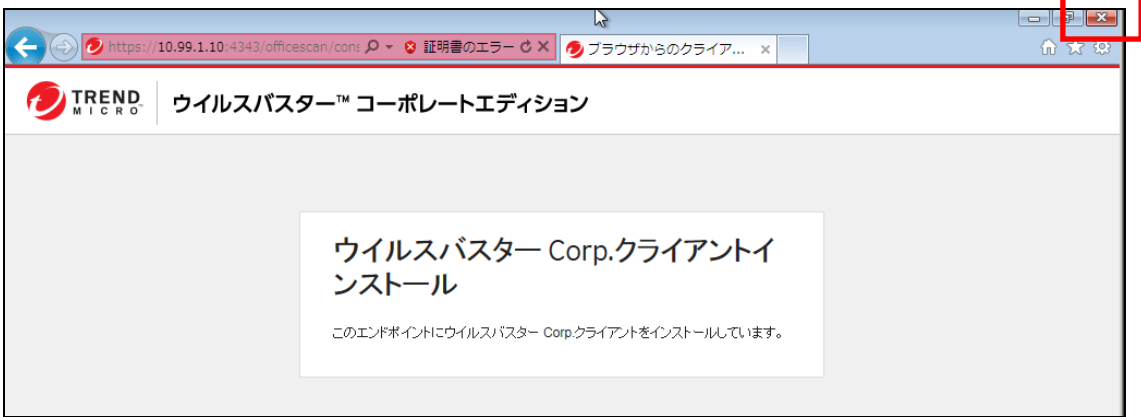 https://10.99.1.10:4343/officescan/cons
証明書のエラー
ブラウザからのクライア...
TREND
MICRO
ウイルスバスター™ コーポレートエディション
ウイルスバスター Corp.クライアントイ
ンストール
このエンドポイントにウイルスバスター Corp.クライアントをインストールしています。